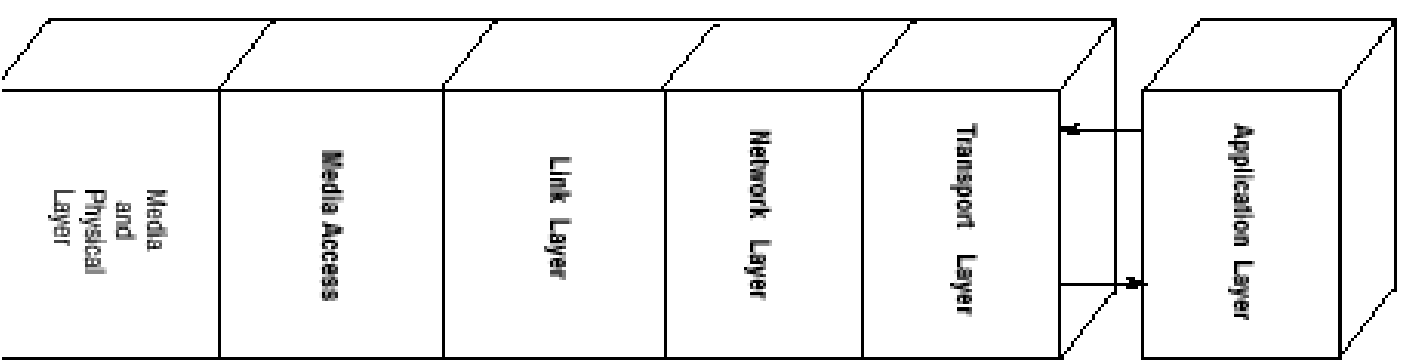 Media
and
Physical
Layer
Media Access
Link Layer
Network Layer
Transport Layer
Application Layer